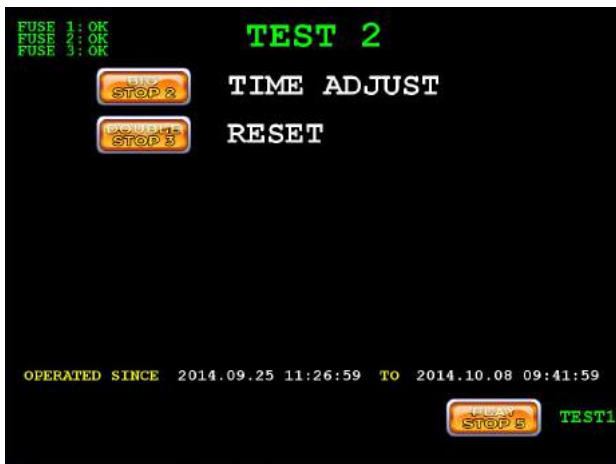 FUSE 1:OK
FUSE 2:OK
FUSE 3:OK
TEST 2
BIG
STOP 2
TIME ADJUST
DOUBLE
STOP 3
RESET
OPERATED SINCE 2014.09.25 11:26:59 TO 2014.10.08 09:41:59
PLAY
STOP 5
TEST1